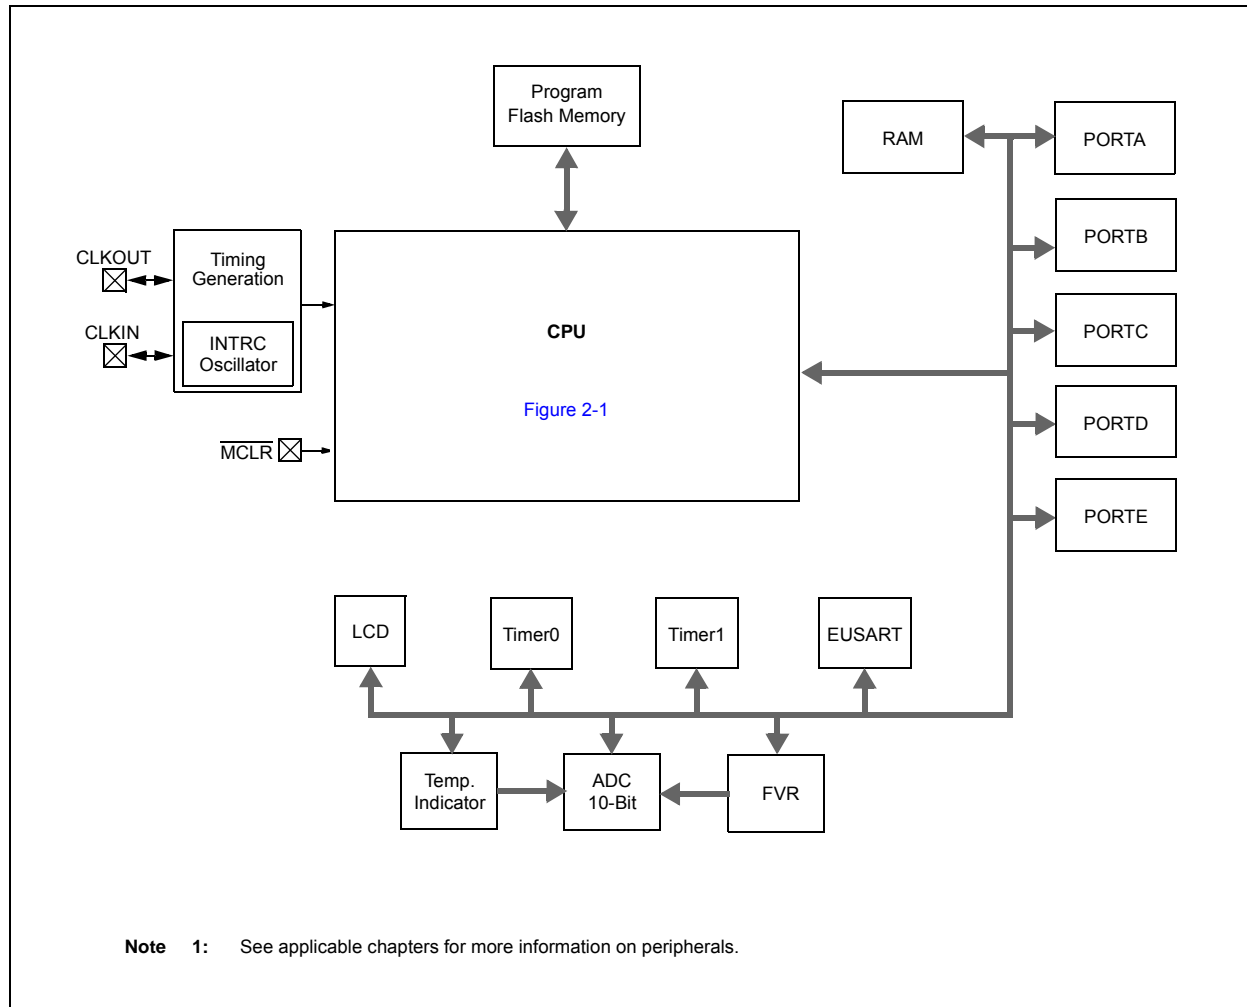 Program
Flash Memory
RAM
PORTA
PORTB
CLKOUT
Timing
Generation
CLKIN
INTRC
Oscillator
CPU
PORTC
Figure 2-1
PORTD
MCLR
PORTE
LCD
Timer0
Timer1
EUSART
Temp.
Indicator
ADC
10-Bit
FVR
Note 1: See applicable chapters for more information on peripherals.